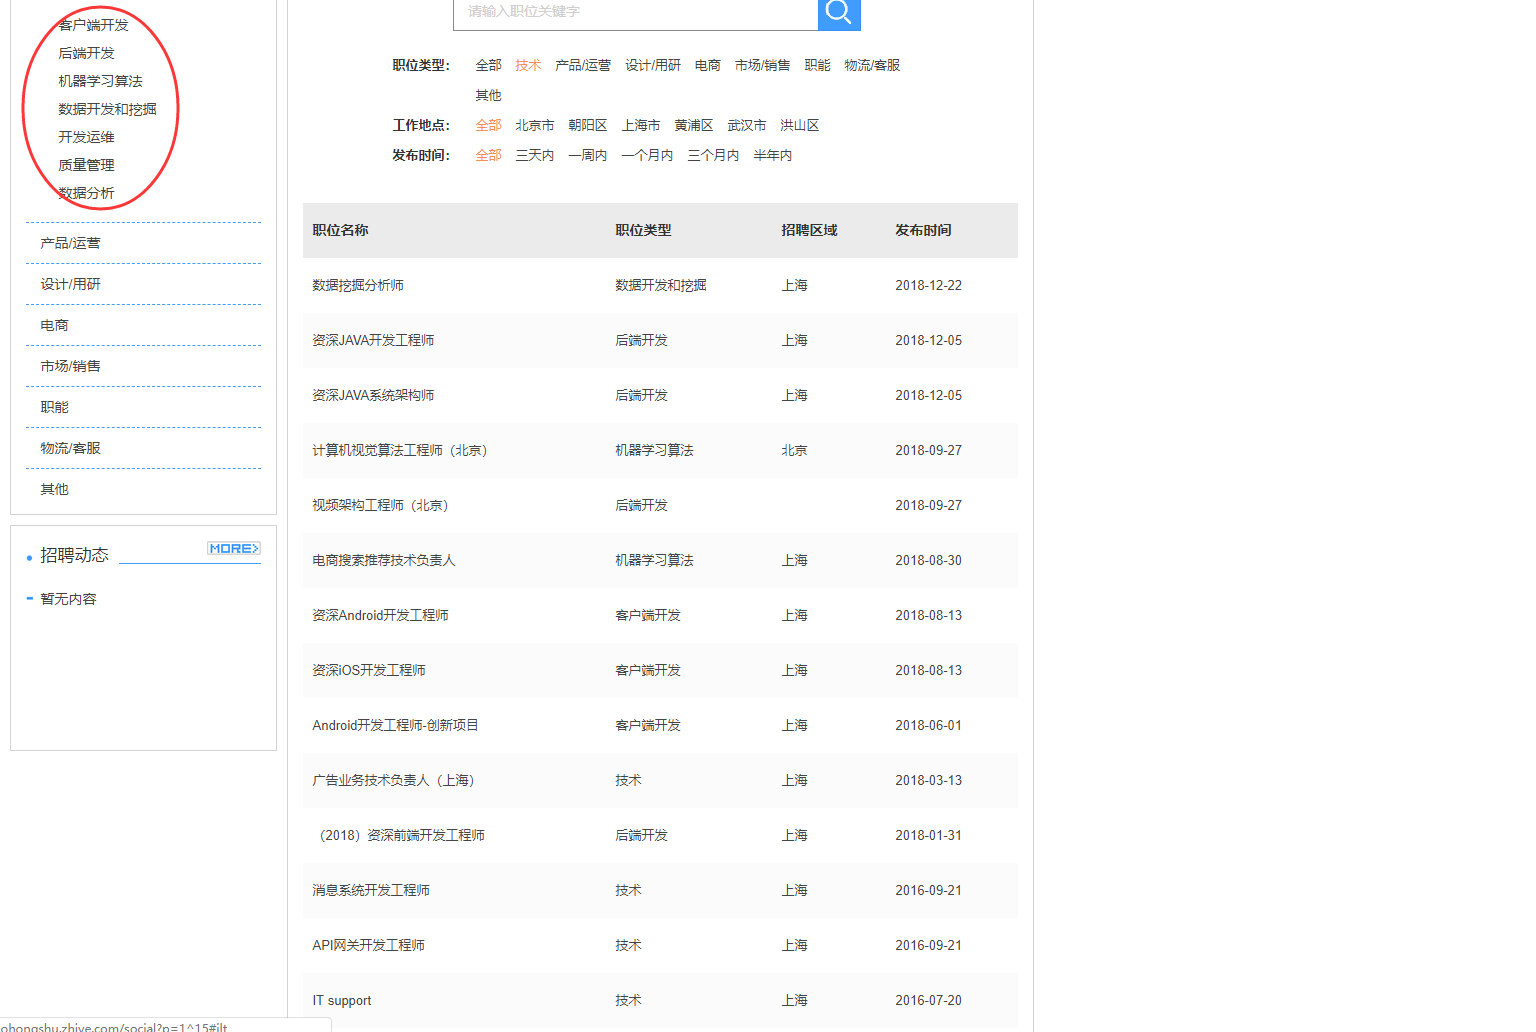 客户端开发
后端开发
机器学习算法
数据开发和挖掘
开发运维
质量管理
数据分析
产品/运营
设计/用研
电商
市场/销售
职能
物流/客服
其他
招聘动态 MORE>
暂无内容
请输入职位关键字
职位类型： 全部 技术 产品/运营 设计/用研 电商 市场/销售 职能 物流/客服
其他
工作地点： 全部 北京市 朝阳区 上海市 黄浦区 武汉市 洪山区
发布时间： 全部 三天内 一周内 一个月内 三个月内 半年内
职位名称 职位类型 招聘区域 发布时间
数据挖掘分析师 数据开发和挖掘 上海 2018-12-22
资深JAVA开发工程师 后端开发 上海 2018-12-05
资深JAVA系统架构师 后端开发 上海 2018-12-05
计算机视觉算法工程师（北京） 机器学习算法 北京 2018-09-27
视频架构工程师（北京） 后端开发 2018-09-27
电商搜索推荐技术负责人 机器学习算法 上海 2018-08-30
资深Android开发工程师 客户端开发 上海 2018-08-13
资深iOS开发工程师 客户端开发 上海 2018-08-13
Android开发工程师-创新项目 客户端开发 上海 2018-06-01
广告业务技术负责人（上海） 技术 上海 2018-03-13
（2018）资深前端开发工程师 后端开发 上海 2018-01-31
消息系统开发工程师 技术 上海 2016-09-21
API网关开发工程师 技术 上海 2016-09-21
IT support 技术 上海 2016-07-20
ohongshu.zhiye.com/social?p=1^15#jlt